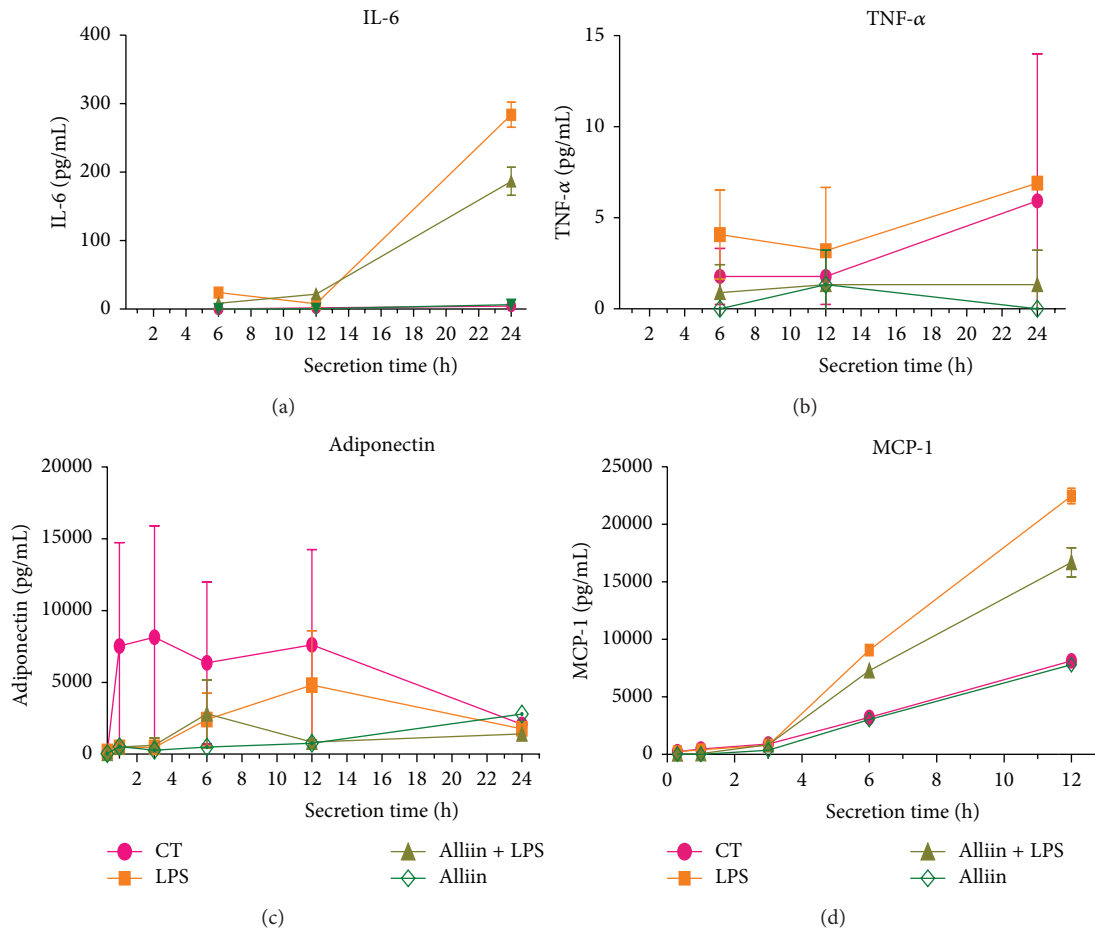 IL-6
400
300
200
100
0
IL-6 (pg/mL)
2 4 6 8 10 12 14 16 18 20 22 24
Secretion time (h)
(a)
TNF-α
15
10
5
0
TNF-α (pg/mL)
2 4 6 8 10 12 14 16 18 20 22 24
Secretion time (h)
(b)
Adiponectin
20000
15000
10000
5000
0
Adiponectin (pg/mL)
2 4 6 8 10 12 14 16 18 20 22 24
Secretion time (h)
CT
LPS
Alliin + LPS
Alliin
(c)
MCP-1
25000
20000
15000
10000
5000
0
MCP-1 (pg/mL)
0 2 4 6 8 10 12
Secretion time (h)
CT
LPS
Alliin + LPS
Alliin
(d)